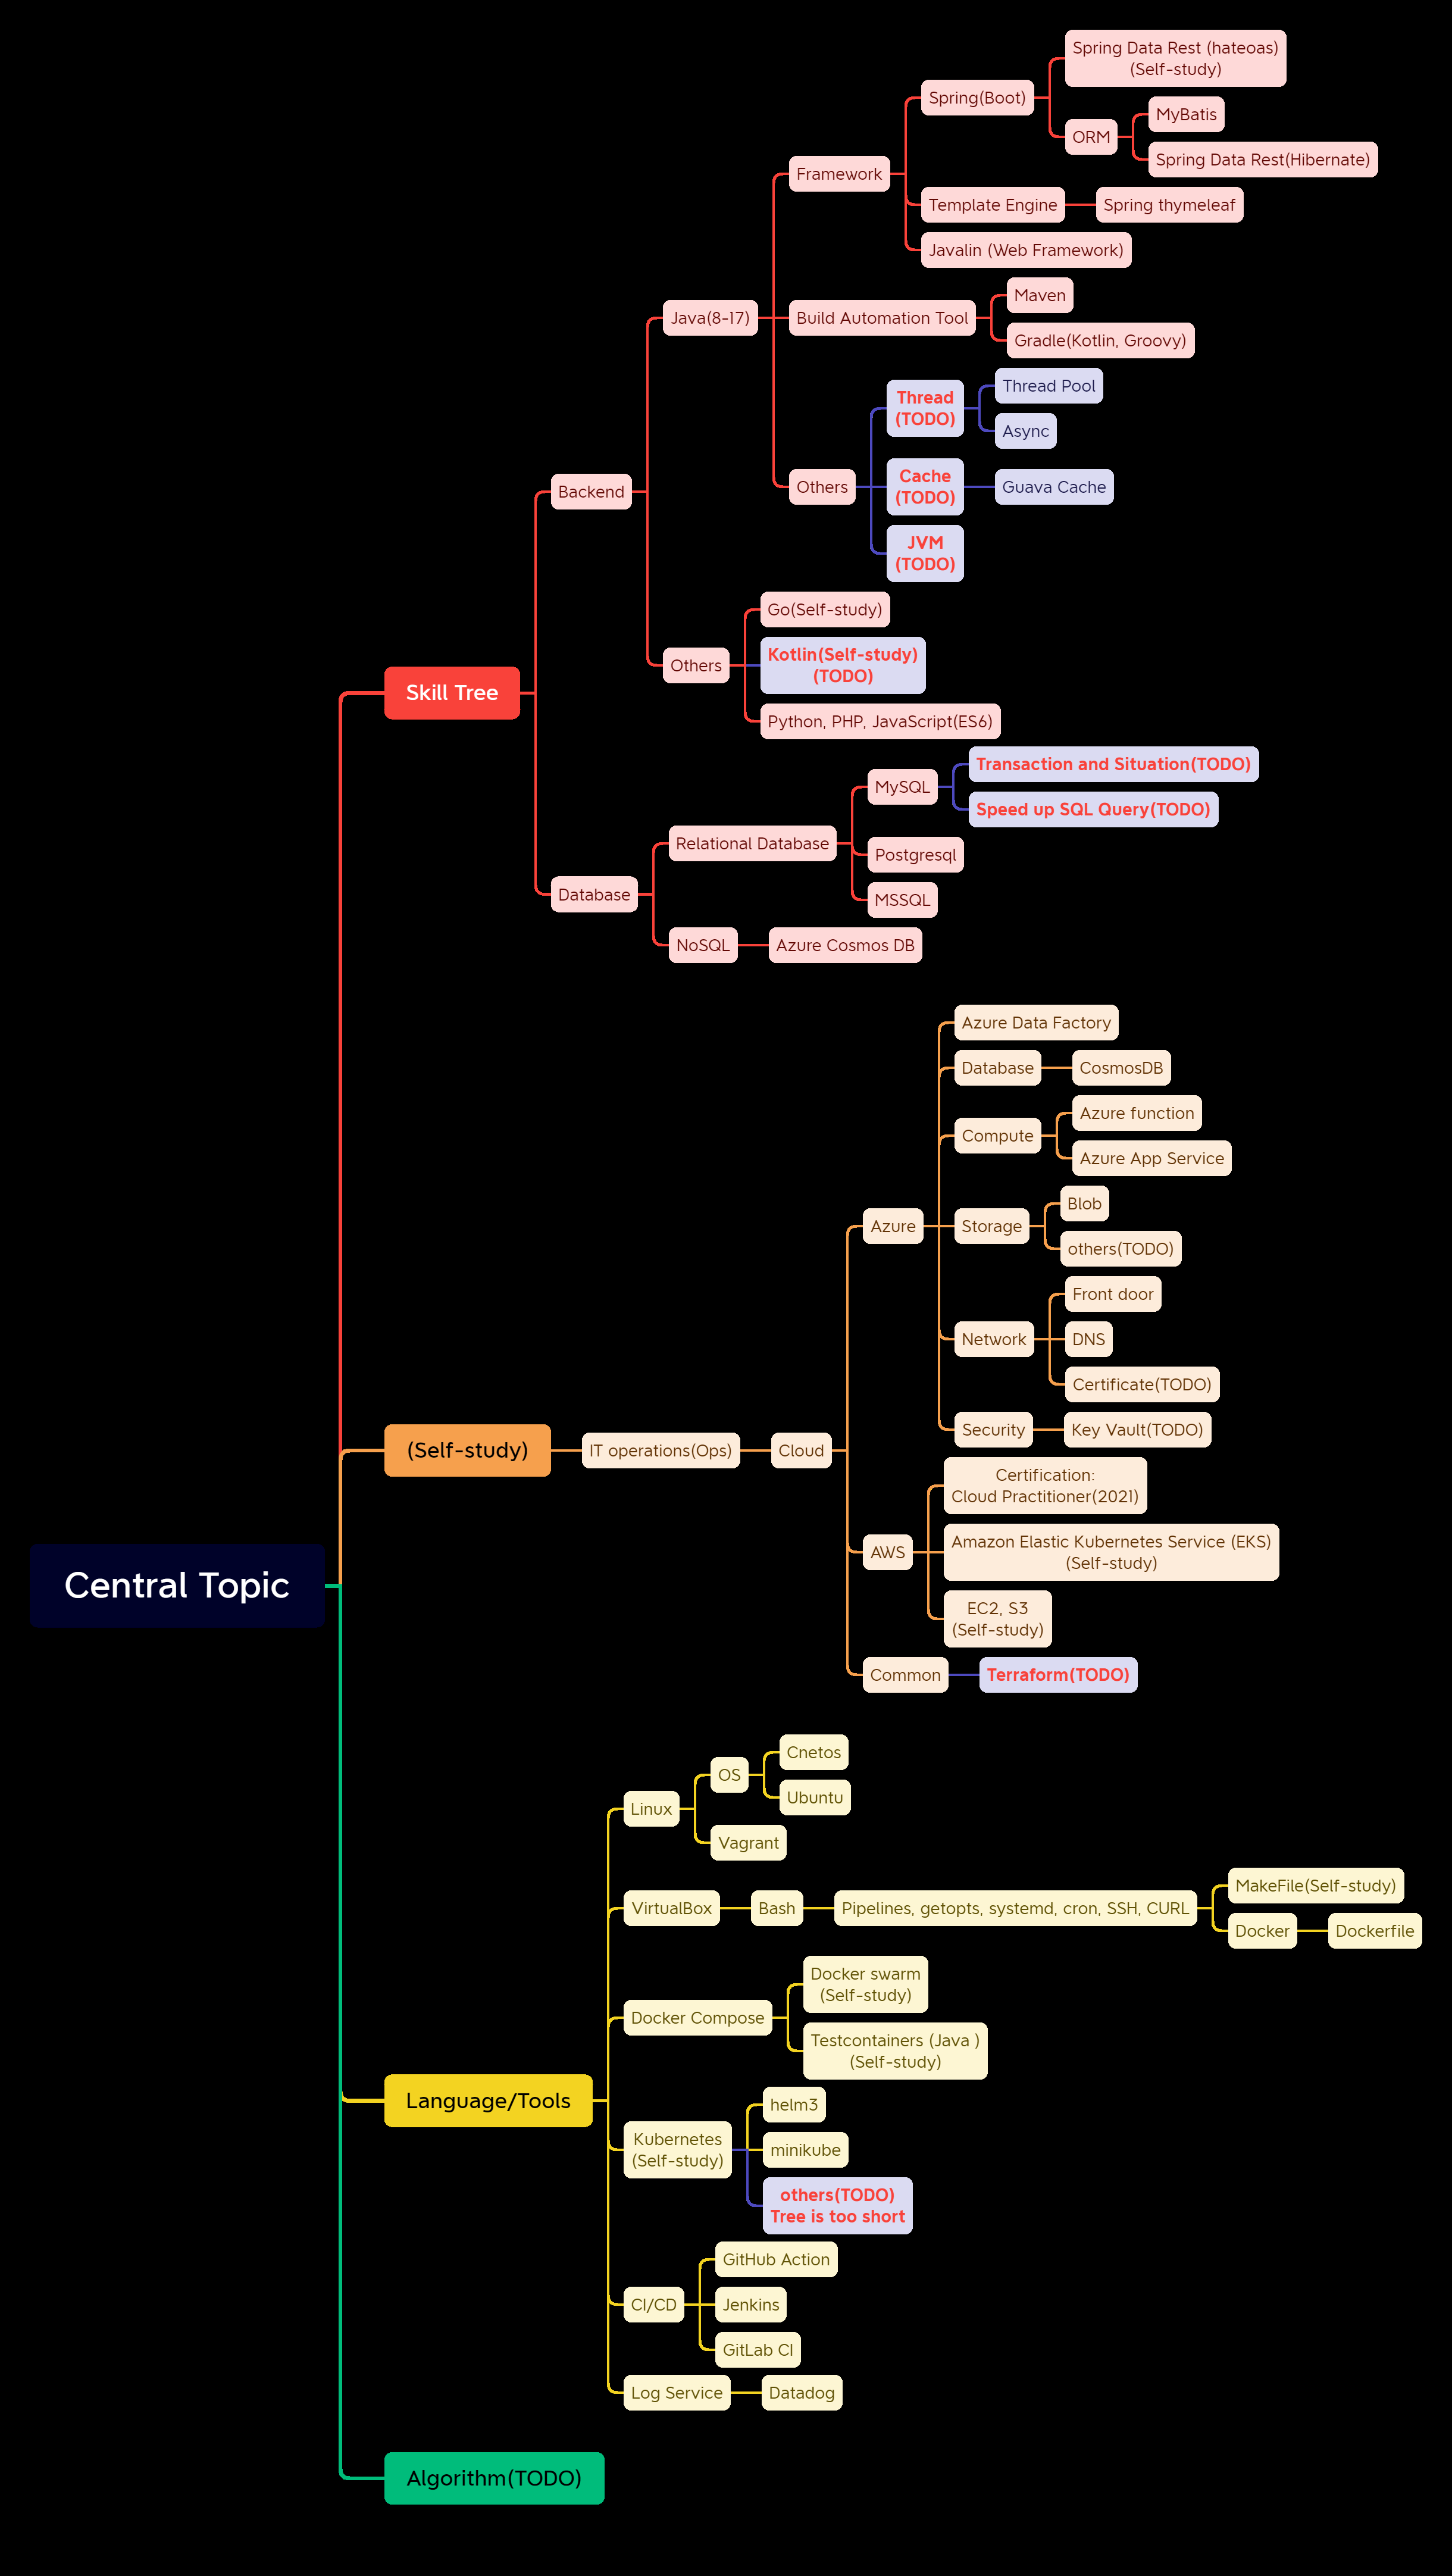 Central Topic
Skill Tree
Backend
Java(8-17)
Framework
Spring(Boot)
Spring Data Rest (hateoas)
(Self-study)
ORM
MyBatis
Spring Data Rest(Hibernate)
Template Engine
Spring thymeleaf
Javalin (Web Framework)
Build Automation Tool
Maven
Gradle(Kotlin, Groovy)
Others
Thread
(TODO)
Thread Pool
Async
Cache
(TODO)
Guava Cache
JVM
(TODO)
Others
Go(Self-study)
Kotlin(Self-study)
(TODO)
Python, PHP, JavaScript(ES6)
Database
Relational Database
MySQL
Transaction and Situation(TODO)
Speed up SQL Query(TODO)
Postgresql
MSSQL
NoSQL
Azure Cosmos DB
(Self-study)
IT operations(Ops)
Cloud
Azure
Azure Data Factory
Database
CosmosDB
Compute
Azure function
Azure App Service
Storage
Blob
others(TODO)
Network
Front door
DNS
Certificate(TODO)
Security
Key Vault(TODO)
AWS
Certification:
Cloud Practitioner(2021)
Amazon Elastic Kubernetes Service (EKS)
(Self-study)
EC2, S3
(Self-study)
Common
Terraform(TODO)
Language/Tools
Linux
OS
Cnetos
Ubuntu
Vagrant
VirtualBox
Bash
Pipelines, getopts, systemd, cron, SSH, CURL
MakeFile(Self-study)
Docker
Dockerfile
Docker Compose
Docker swarm
(Self-study)
Testcontainers (Java )
(Self-study)
Kubernetes
(Self-study)
helm3
minikube
others(TODO)
Tree is too short
CI/CD
GitHub Action
Jenkins
GitLab CI
Log Service
Datadog
Algorithm(TODO)